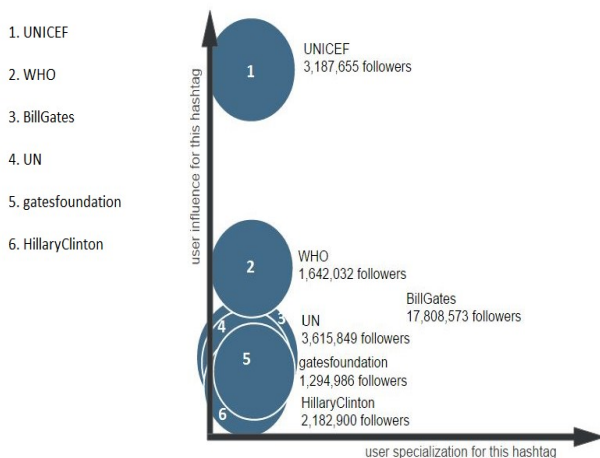 1. UNICEF
2. WHO
3. BillGates
4. UN
5. gatesfoundation
6. HillaryClinton
user influence for this hashtag
1
UNICEF
3,187,655 followers
2
WHO
1,642,032 followers
BillGates
17,808,573 followers
3
4
UN
3,615,849 followers
5
gatesfoundation
1,294,986 followers
6
HillaryClinton
2,182,900 followers
user specialization for this hashtag